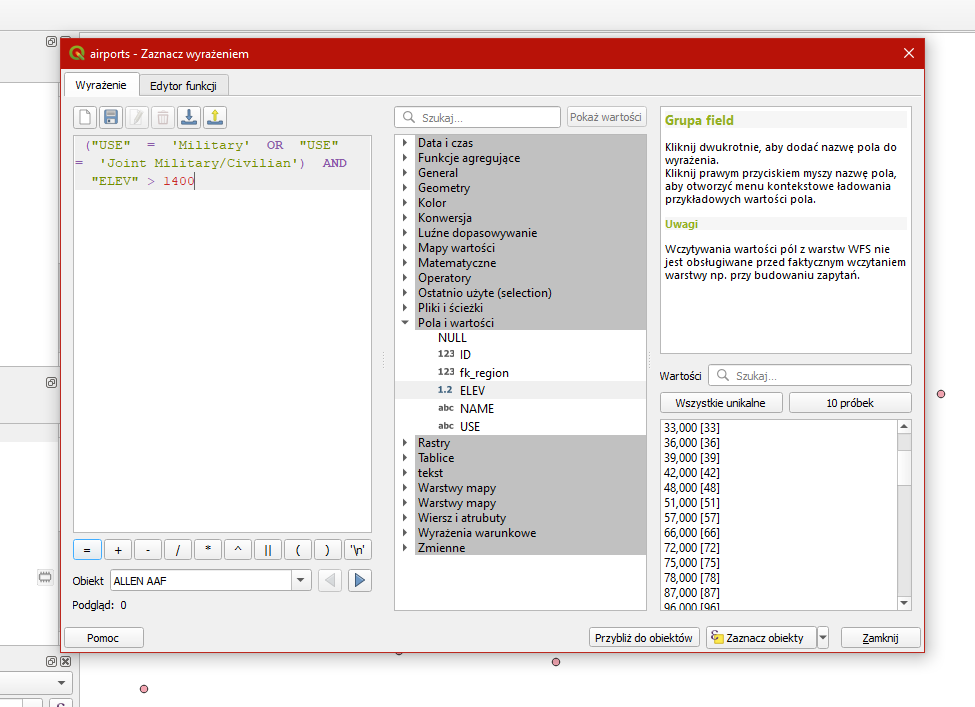 airports - Zaznacz wyrażeniem
Wyrażenie
Edytor funkcji
("USE" = 'Military' OR "USE"
= 'Joint Military/Civilian') AND
"ELEV" > 1400
= + - / * ^ || ( ) '\n'
Obiekt ALLEN AAF
Podgląd: 0
Pomoc
Szukaj...
Pokaż wartości
Data i czas
Funkcje agregujące
General
Geometry
Kolor
Konwersja
Luźne dopasowywanie
Mapy wartości
Matematyczne
Operatory
Ostatnio użyte (selection)
Pliki i ścieżki
Pola i wartości
NULL
123 ID
123 fk_region
1.2 ELEV
abc NAME
abc USE
Rastry
Tablice
tekst
Warstwy mapy
Warstwy mapy
Wiersz i atrubuty
Wyrażenia warunkowe
Zmienne
Grupa field
Kliknij dwukrotnie, aby dodać nazwę pola do
wyrażenia.
Kliknij prawym przyciskiem myszy nazwę pola,
aby otworzyć menu kontekstowe ładowania
przykładowych wartości pola.
Uwagi
Wczytywania wartości pól z warstw WFS nie
jest obsługiwane przed faktycznym wczytaniem
warstwy np. przy budowaniu zapytań.
Wartości Szukaj...
Wszystkie unikalne
10 próbek
33,000 [33]
36,000 [36]
39,000 [39]
42,000 [42]
48,000 [48]
51,000 [51]
57,000 [57]
66,000 [66]
72,000 [72]
75,000 [75]
78,000 [78]
87,000 [87]
96,000 [96]
Przybliż do obiektów
Zaznacz obiekty
Zamknij